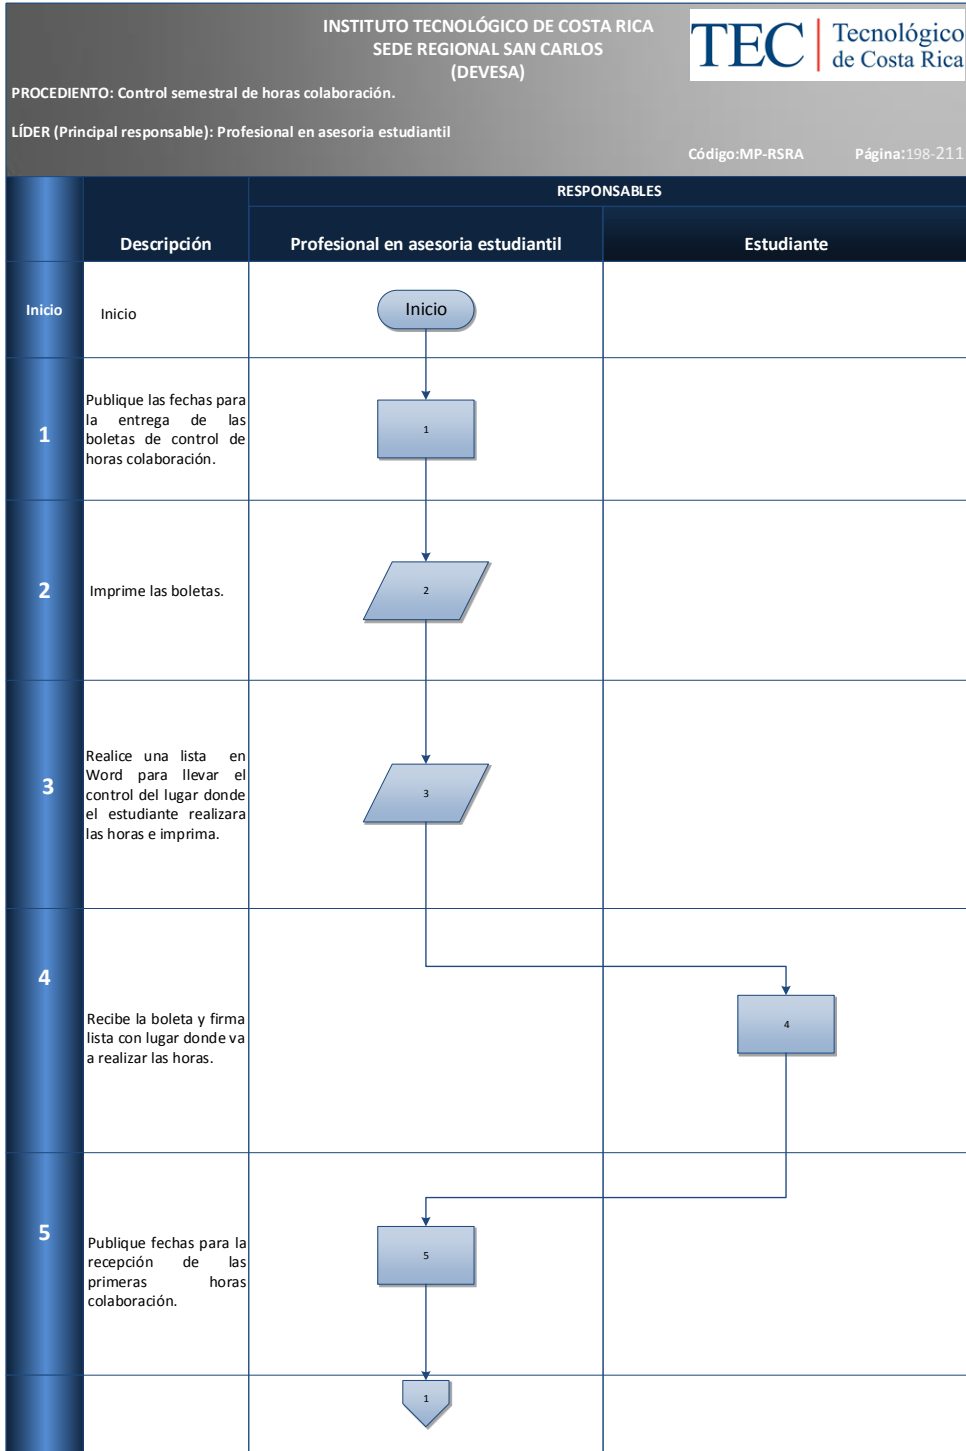 INSTITUTO TECNOLÓGICO DE COSTA RICA
SEDE REGIONAL SAN CARLOS
(DEVESA)
TEC | Tecnológico
de Costa Rica
PROCEDIENTO: Control semestral de horas colaboración.
LÍDER (Principal responsable): Profesional en asesoria estudiantil
Código:MP-RSRA Página:198-211
RESPONSABLES
Descripción Profesional en asesoria estudiantil Estudiante
Inicio Inicio Inicio
Publique las fechas para
la entrega de las
boletas de control de
horas colaboración.
1
1
2 Imprime las boletas. 2
Realice una lista en
Word para llevar el
control del lugar donde
el estudiante realizara
las horas e imprima.
3
3
4
Recibe la boleta y firma
lista con lugar donde va
a realizar las horas.
4
5
Publique fechas para la
recepción de las
primeras horas
colaboración.
5
1